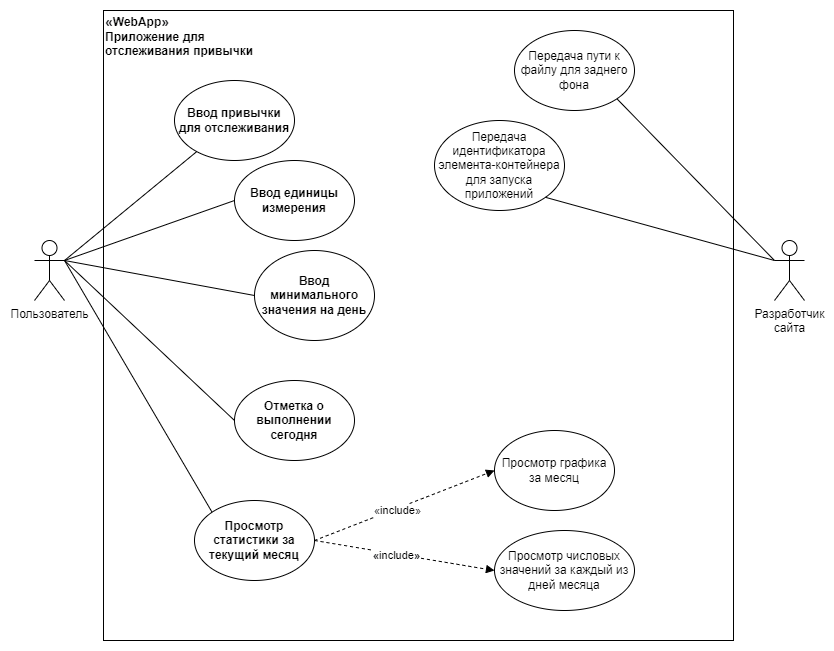 «WebApp»
Приложение для
отслеживания привычки
Передача пути к
файлу для заднего
фона
Ввод привычки
для отслеживания
Передача
идентификатора
элемента-контейнера
для запуска
приложений
Ввод единицы
измерения
Ввод
минимального
значения на день
Пользователь
Разработчик
сайта
Отметка о
выполнении
сегодня
Просмотр графика
за месяц
«include»
Просмотр
статистики за
текущий месяц
«include»
Просмотр числовых
значений за каждый из
дней месяца